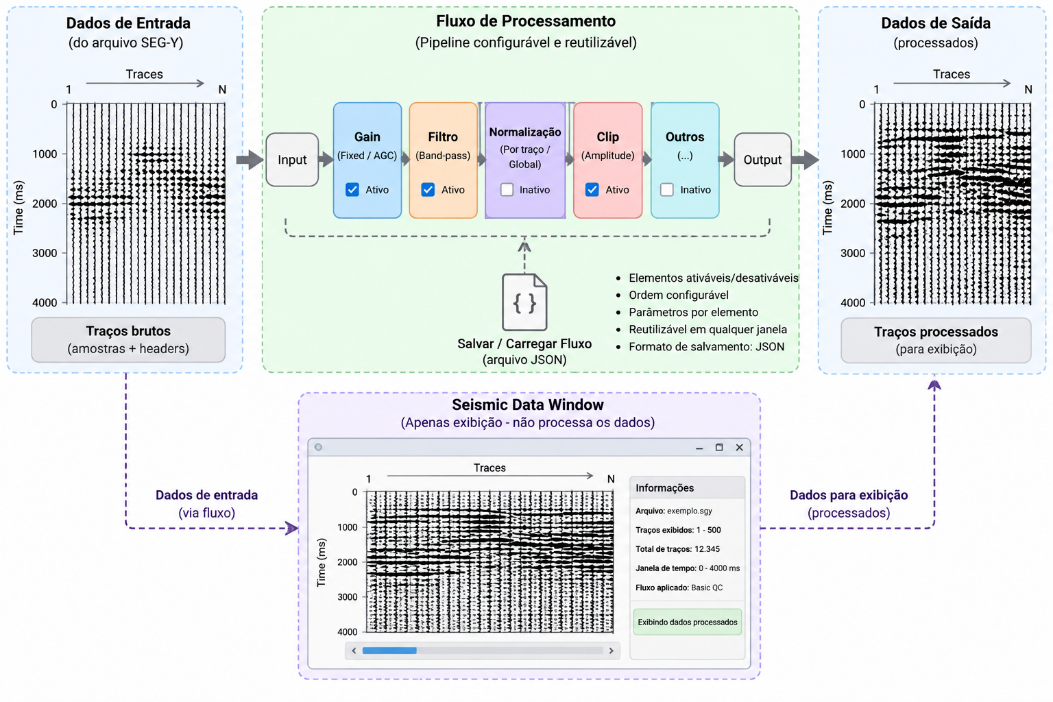 Dados de Entrada
(do arquivo SEG-Y)
Traces
1
N
0
1000
2000
3000
4000
Time (ms)
Traços brutos
(amostras + headers)
Fluxo de Processamento
(Pipeline configurável e reutilizável)
Input
Gain
(Fixed / AGC)
Ativo
Filtro
(Band-pass)
Ativo
Normalização
(Por traço /
Global)
Inativo
Clip
(Amplitude)
Ativo
Outros
(...)
Inativo
Output
{ }
Salvar / Carregar Fluxo
(arquivo JSON)
• Elementos ativáveis/desativáveis
• Ordem configurável
• Parâmetros por elemento
• Reutilizável em qualquer janela
• Formato de salvamento: JSON
Dados de Saída
(processados)
Traces
1
N
0
1000
2000
3000
4000
Time (ms)
Traços processados
(para exibição)
Seismic Data Window
(Apenas exibição - não processa os dados)
Traces
1
N
0
1000
2000
3000
4000
Time (ms)
Informações
Arquivo: exemplo.sgy
Traços exibidos: 1 - 500
Total de traços: 12.345
Janela de tempo: 0 - 4000 ms
Fluxo aplicado: Basic QC
Exibindo dados processados
Dados de entrada
(via fluxo)
Dados para exibição
(processados)